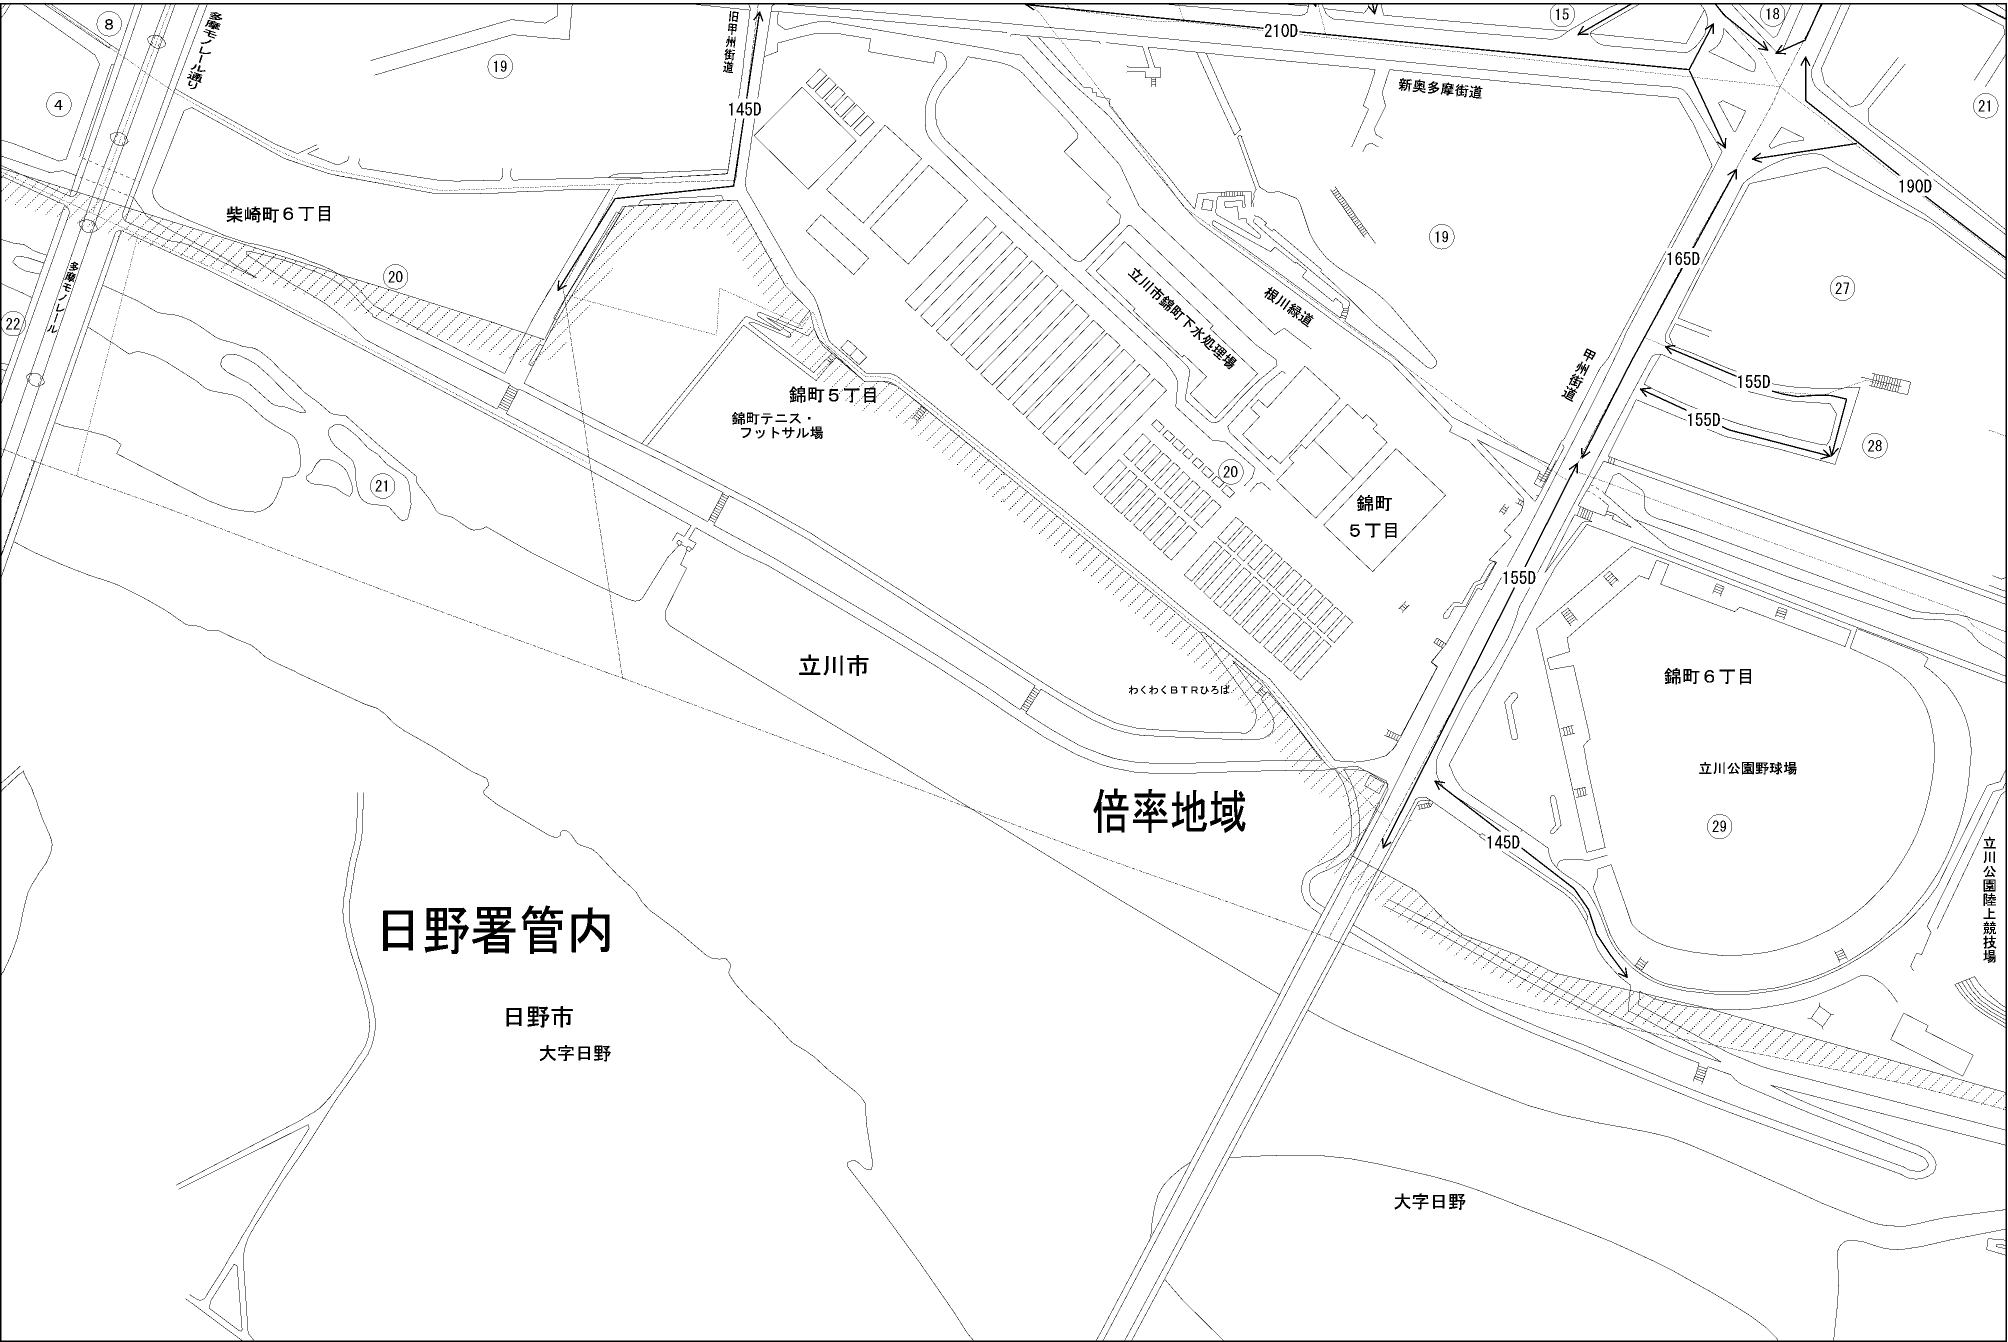 8
多摩モノレール通り
19
旧甲州街道
210D
15
18
4
145D
新奥多摩街道
21
190D
柴崎町６丁目
20
19
165D
27
22
多摩モノレール
立川市錦町下水処理場
根川緑道
甲州街道
155D
155D
28
錦町５丁目
錦町テニス・
フットサル場
21
20
錦町
５丁目
155D
立川市
わくわくＢＴＲひろば
錦町６丁目
立川公園野球場
倍率地域
29
145D
立川公園陸上競技場
日野署管内
日野市
大字日野
大字日野